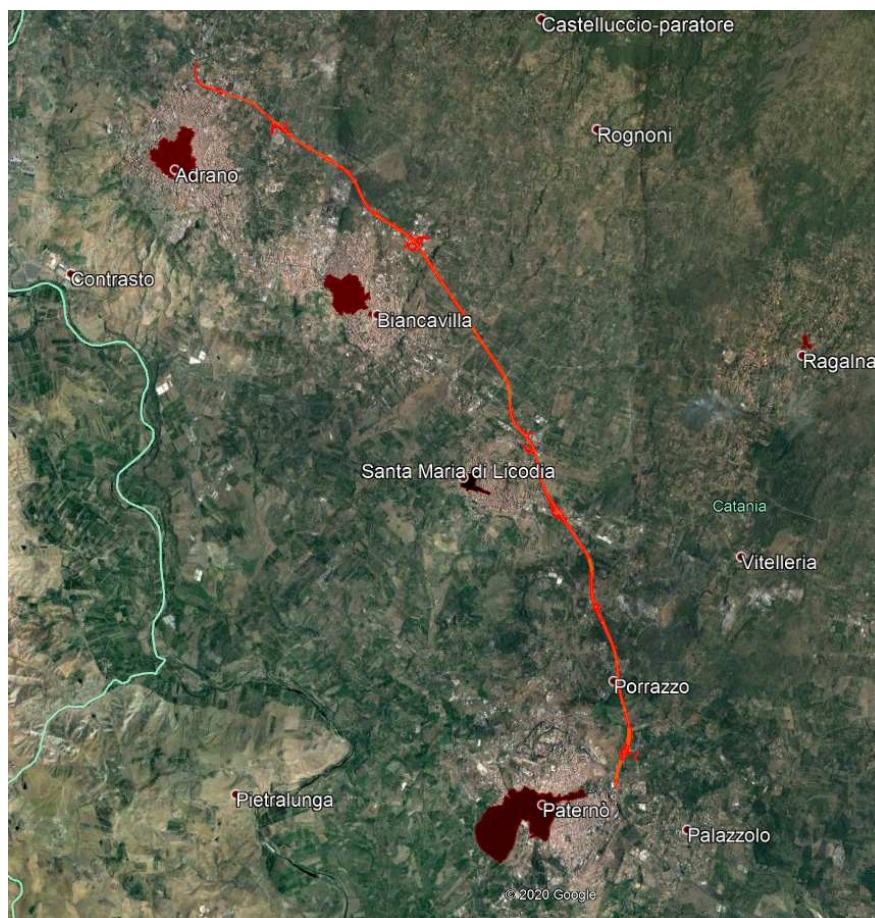 Castelluccio-paratore
Rognoni
Adrano
Contrasto
Biancavilla
Ragalna
Santa Maria di Licodia
Catania
Vitelleria
Porrazzo
Pietralunga
Paternò
Palazzolo
© 2020 Google